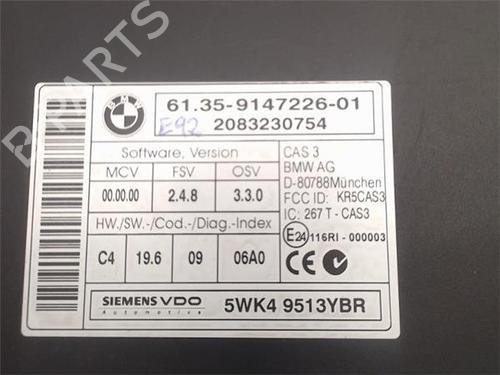 B PARTS
BMW
61.35-9147226-01
E92 2083230754
Software, Version
MCV FSV OSV
00.00.00 2.4.8 3.3.0
HW./SW.-/Cod.-/Diag.-Index
C4 19.6 09 06A0
CAS 3
BMW AG
D-80788München
FCC ID: KR5CAS3
IC: 267 T - CAS3
E24 116RI - 000003
SIEMENS VDO
Automotive
5WK4 9513YBR